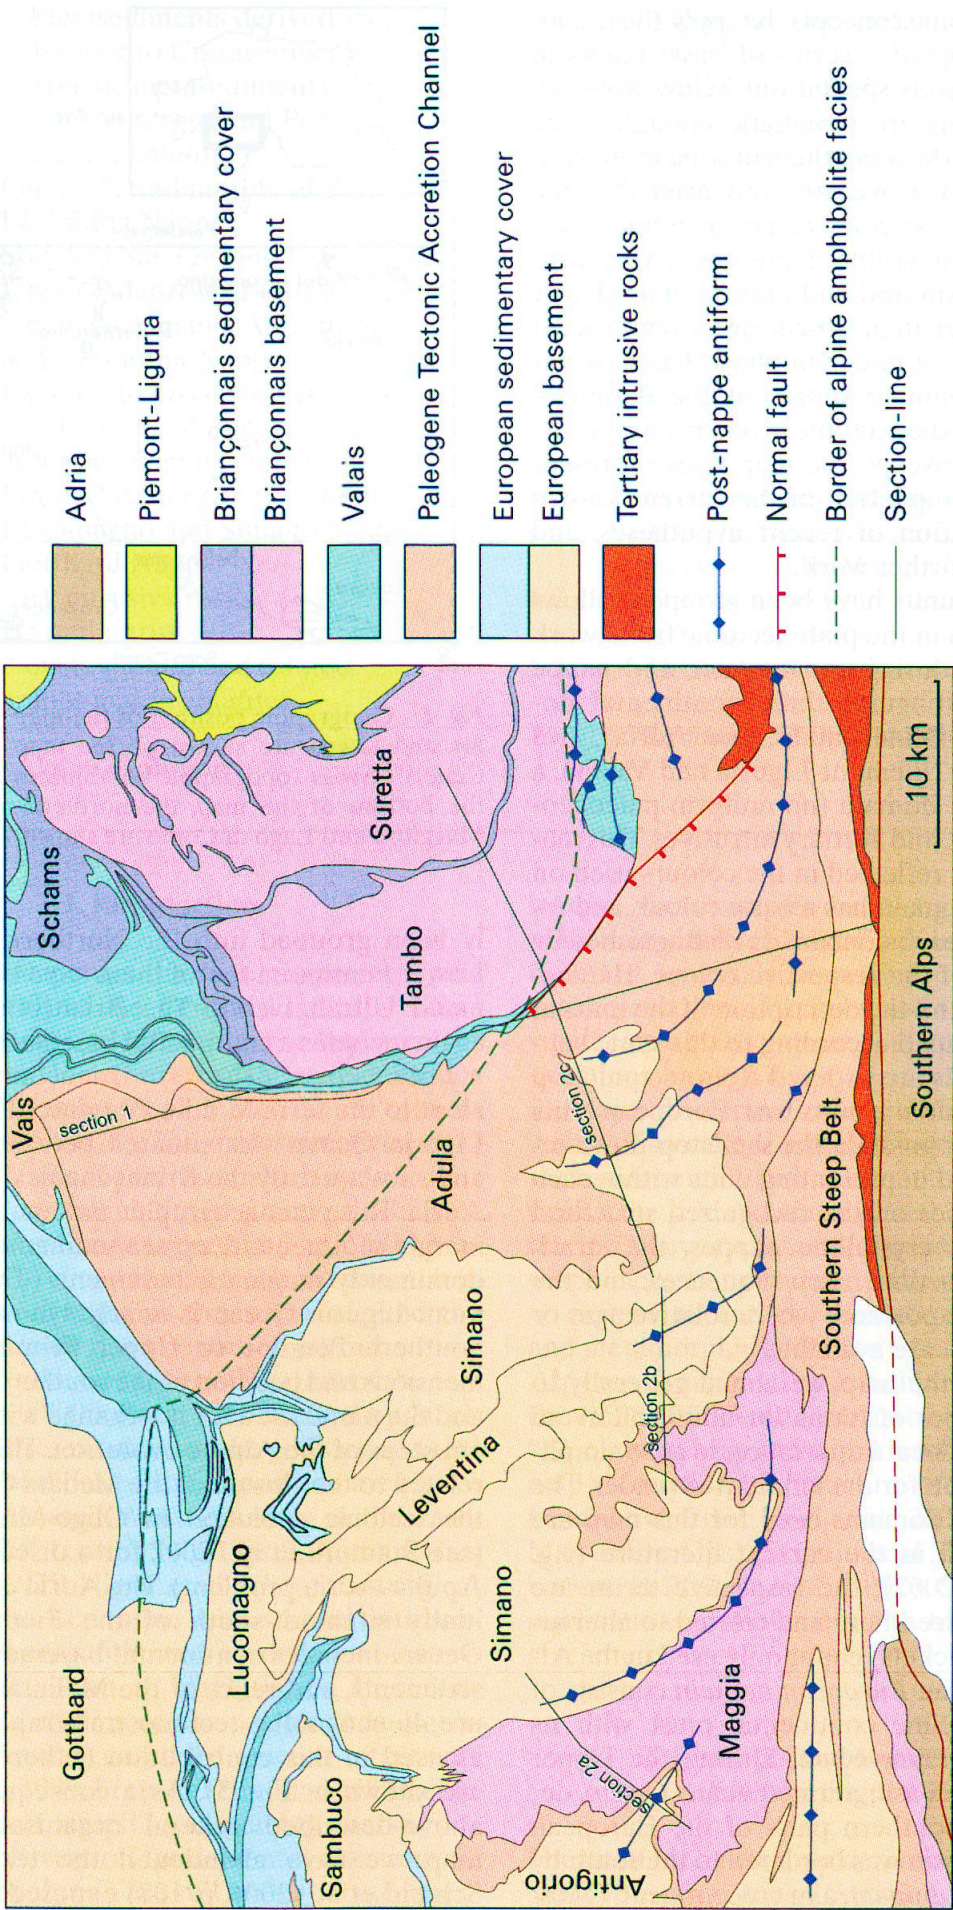 Gotthard
Lucomagno
Sambuco
Vals
section 1
Schams
Suretta
Tambo
Adula
Simano
Leventina
Simano
section 2c
section 2b
section 2a
Antigorio
Maggia
Southern Steep Belt
Southern Alps
10 km
Adria
Piemont-Liguria
Briançonnais sedimentary cover
Briançonnais basement
Valais
Paleogene Tectonic Accretion Channel
European sedimentary cover
European basement
Tertiary intrusive rocks
Post-nappe antiform
Normal fault
Border of alpine amphibolite facies
Section-line